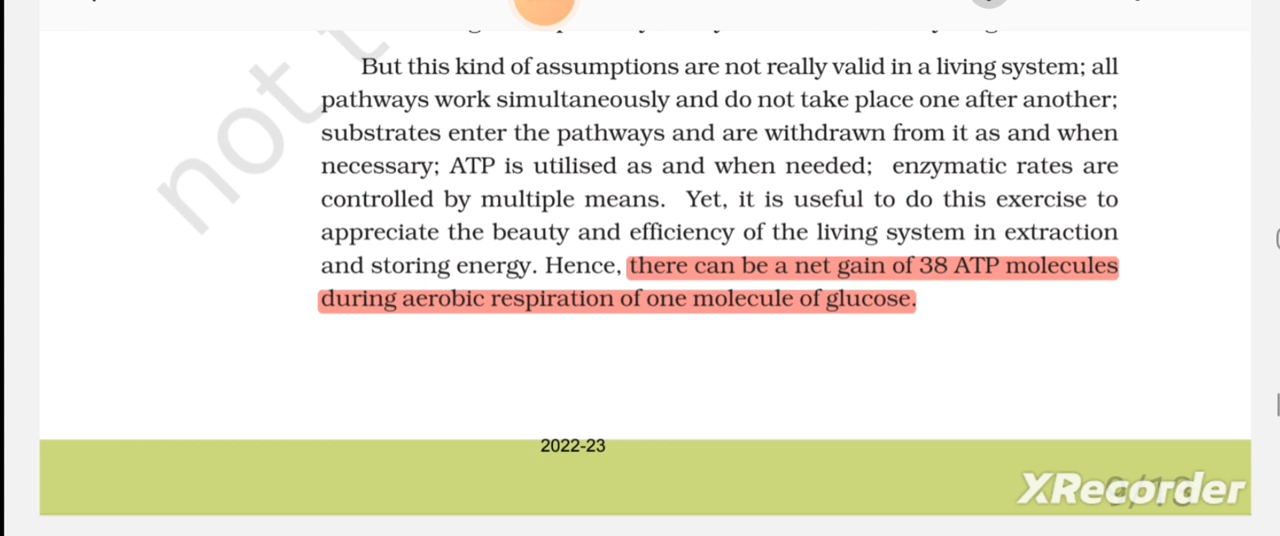 But this kind of assumptions are not really valid in a living system; all
pathways work simultaneously and do not take place one after another;
substrates enter the pathways and are withdrawn from it as and when
necessary; ATP is utilised as and when needed; enzymatic rates are
controlled by multiple means. Yet, it is useful to do this exercise to
appreciate the beauty and efficiency of the living system in extraction
and storing energy. Hence, there can be a net gain of 38 ATP molecules
during aerobic respiration of one molecule of glucose.
not
2022-23
XRecorder